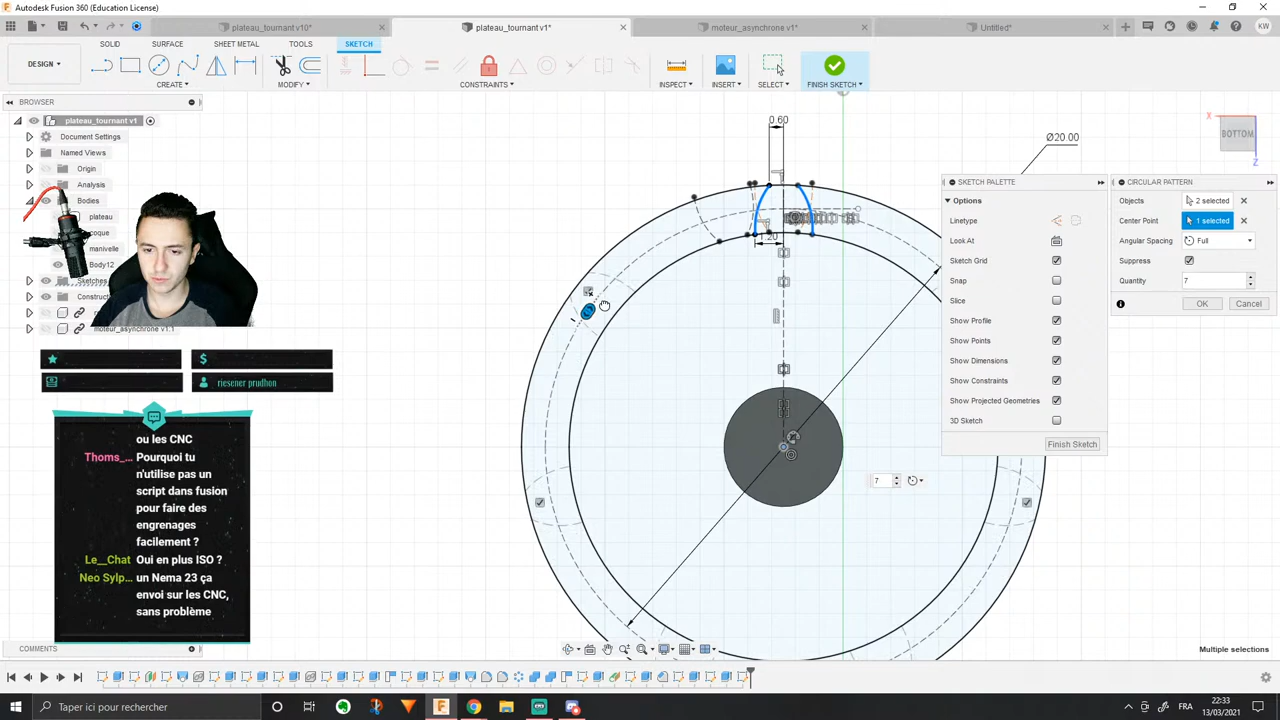 Autodesk Fusion 360 (Education License)
plateau_tournant v10*
plateau_tournant v1*
moteur_asynchrone v1*
Untitled*
KW
SOLID
SURFACE
SHEET METAL
TOOLS
SKETCH
DESIGN
CREATE
MODIFY
CONSTRAINTS
INSPECT
INSERT
SELECT
FINISH SKETCH
BROWSER
plateau_tournant v1
Document Settings
Named Views
Origin
Analysis
Bodies
plateau
coque
manivelle
Body12
Sketches
Construc
moteur_asynchrone v1:1
0.60
1.20
Ø20.00
BOTTOM
X
Z
SKETCH PALETTE
Options
Linetype
Look At
Sketch Grid
Snap
Slice
Show Profile
Show Points
Show Dimensions
Show Constraints
Show Projected Geometries
3D Sketch
Finish Sketch
CIRCULAR PATTERN
Objects
2 selected
Center Point
1 selected
Angular Spacing
Full
Suppress
Quantity
7
OK
Cancel
7
riesener prudhon
ou les CNC
Thoms_... Pourquoi tu
n'utilise pas un
script dans fusion
pour faire des
engrenages
facilement ?
Le__Chat Oui en plus ISO ?
Neo Sylp... un Nema 23 ça
envoi sur les CNC,
sans problème
COMMENTS
Multiple selections
Taper ici pour rechercher
FRA
22:33
13/03/2021